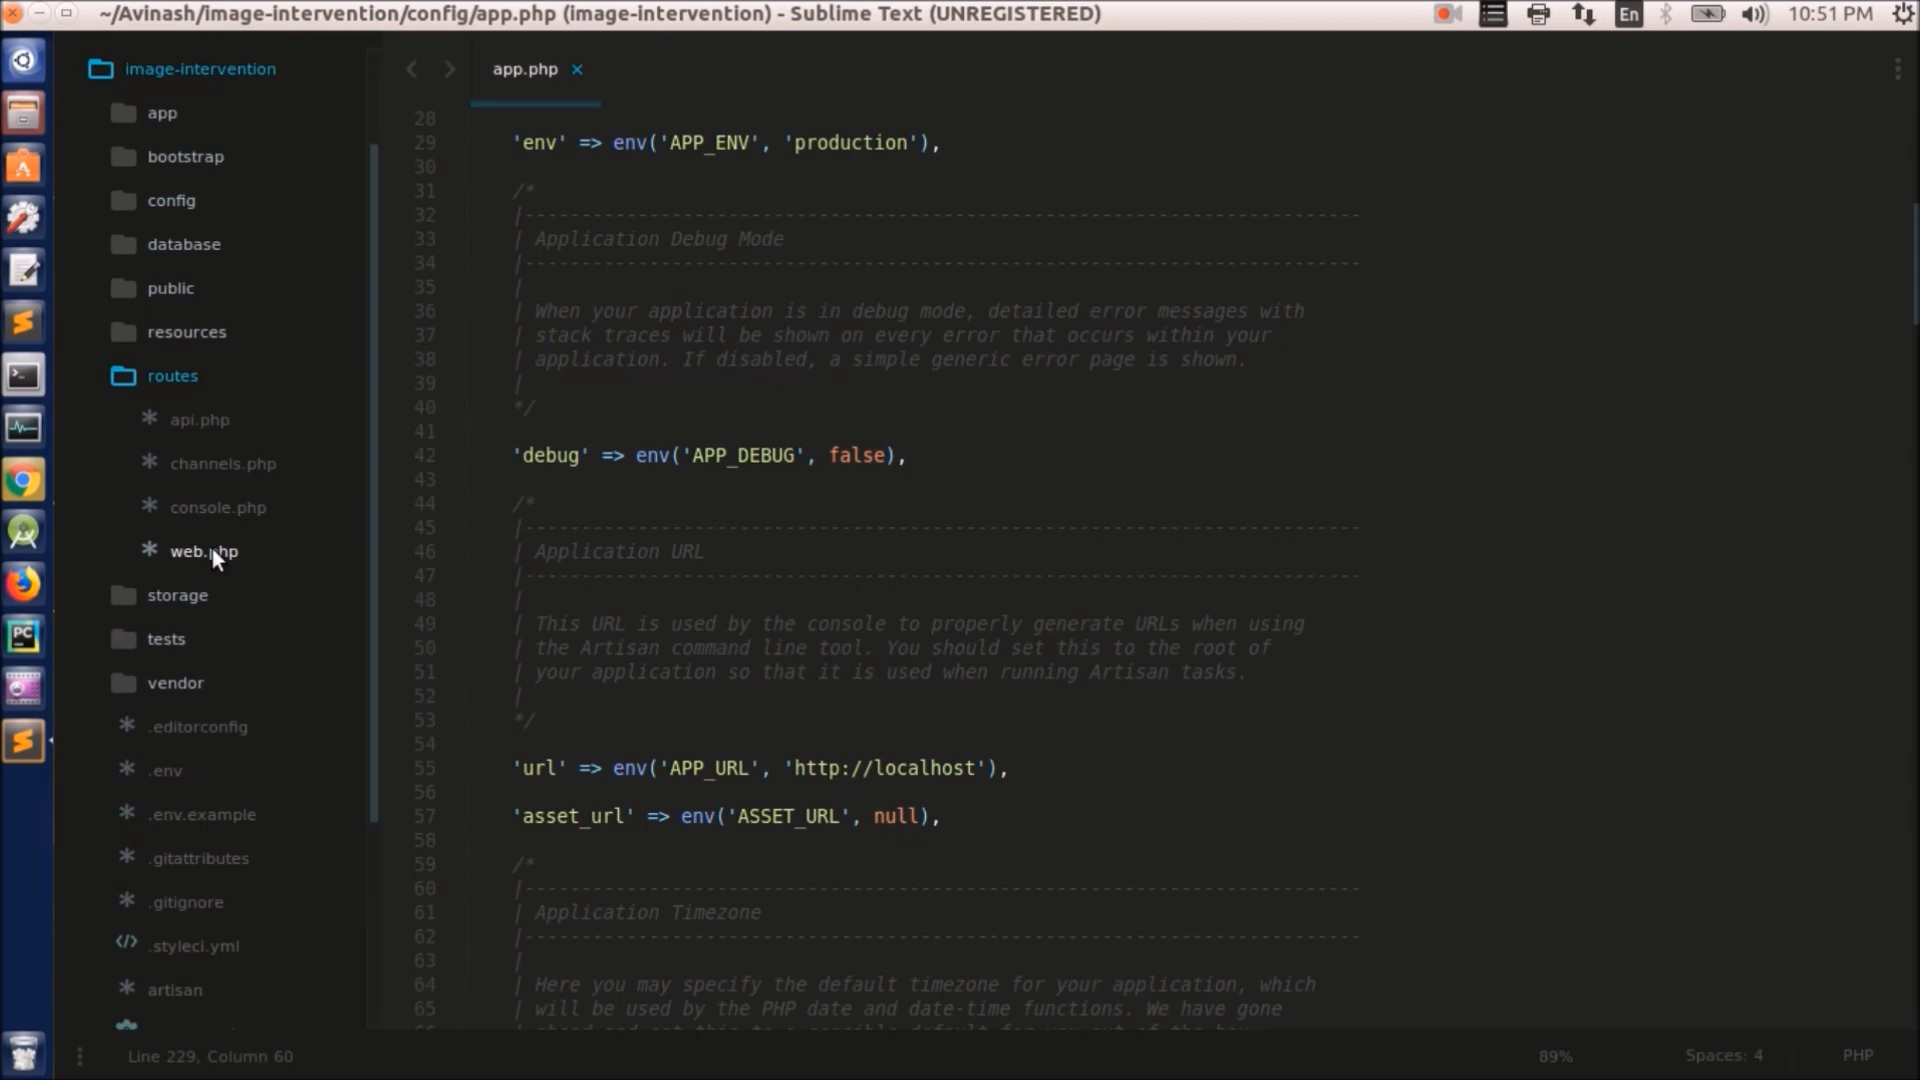 ~/Avinash/image-intervention/config/app.php (image-intervention) - Sublime Text (UNREGISTERED)
En
10:51 PM
image-intervention
app
bootstrap
config
database
public
resources
routes
api.php
channels.php
console.php
web.php
storage
tests
vendor
.editorconfig
.env
.env.example
.gitattributes
.gitignore
.styleci.yml
artisan
app.php ×
28
29 'env' => env('APP_ENV', 'production'),
30
31 /*
32 |--------------------------------------------------------------------------
33 | Application Debug Mode
34 |--------------------------------------------------------------------------
35 |
36 | When your application is in debug mode, detailed error messages with
37 | stack traces will be shown on every error that occurs within your
38 | application. If disabled, a simple generic error page is shown.
39 |
40 */
41
42 'debug' => env('APP_DEBUG', false),
43
44 /*
45 |--------------------------------------------------------------------------
46 | Application URL
47 |--------------------------------------------------------------------------
48 |
49 | This URL is used by the console to properly generate URLs when using
50 | the Artisan command line tool. You should set this to the root of
51 | your application so that it is used when running Artisan tasks.
52 |
53 */
54
55 'url' => env('APP_URL', 'http://localhost'),
56
57 'asset_url' => env('ASSET_URL', null),
58
59 /*
60 |--------------------------------------------------------------------------
61 | Application Timezone
62 |--------------------------------------------------------------------------
63 |
64 | Here you may specify the default timezone for your application, which
65 | will be used by the PHP date and date-time functions. We have gone
PC
Line 229, Column 60
89%
Spaces: 4
PHP